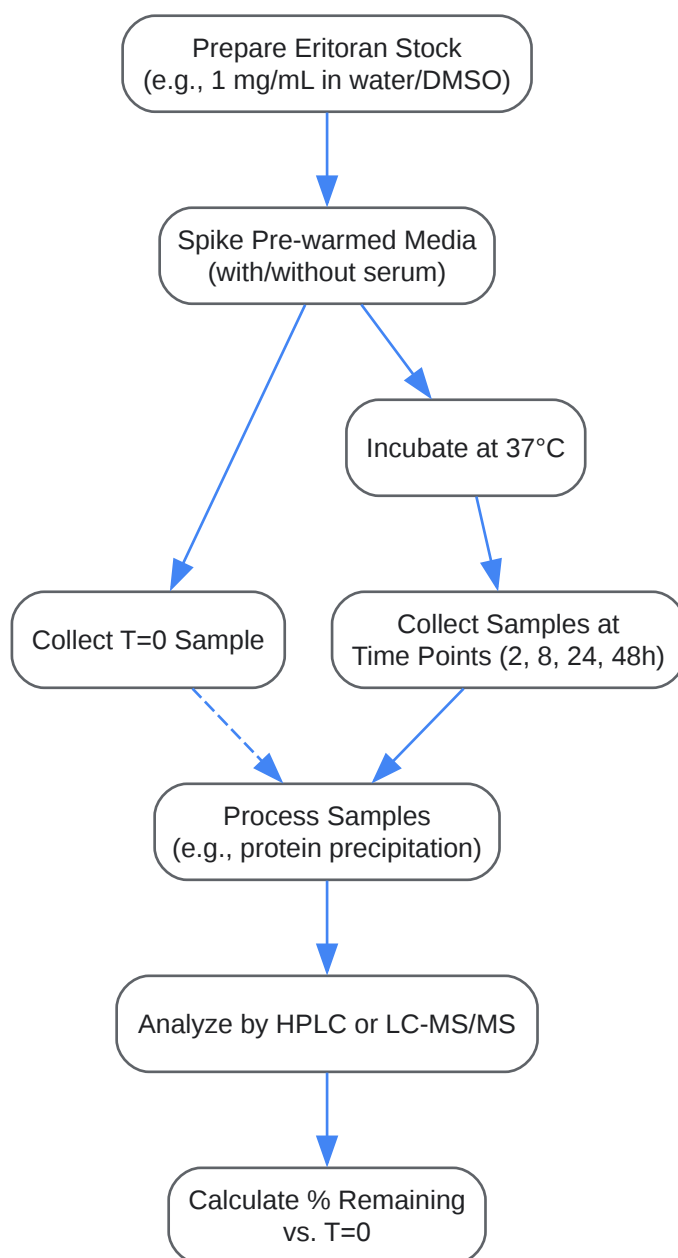 Prepare Eritoran Stock
(e.g., 1 mg/mL in water/DMSO)
Spike Pre-warmed Media
(with/without serum)
Incubate at 37°C
Collect T=0 Sample
Collect Samples at
Time Points (2, 8, 24, 48h)
Process Samples
(e.g., protein precipitation)
Analyze by HPLC or LC-MS/MS
Calculate % Remaining
vs. T=0